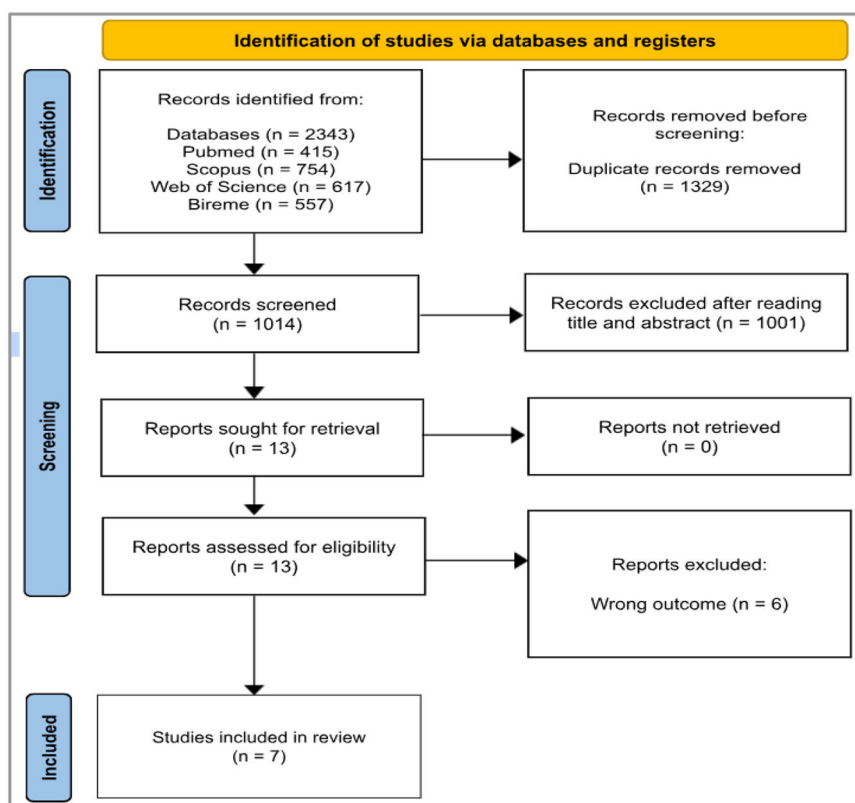 Identification of studies via databases and registers
Identification
Records identified from:
Databases (n = 2343)
Pubmed (n = 415)
Scopus (n = 754)
Web of Science (n = 617)
Bireme (n = 557)
Records removed before
screening:
Duplicate records removed
(n = 1329)
Screening
Records screened
(n = 1014)
Records excluded after reading
title and abstract (n = 1001)
Reports sought for retrieval
(n = 13)
Reports not retrieved
(n = 0)
Reports assessed for eligibility
(n = 13)
Reports excluded:
Wrong outcome (n = 6)
Included
Studies included in review
(n = 7)